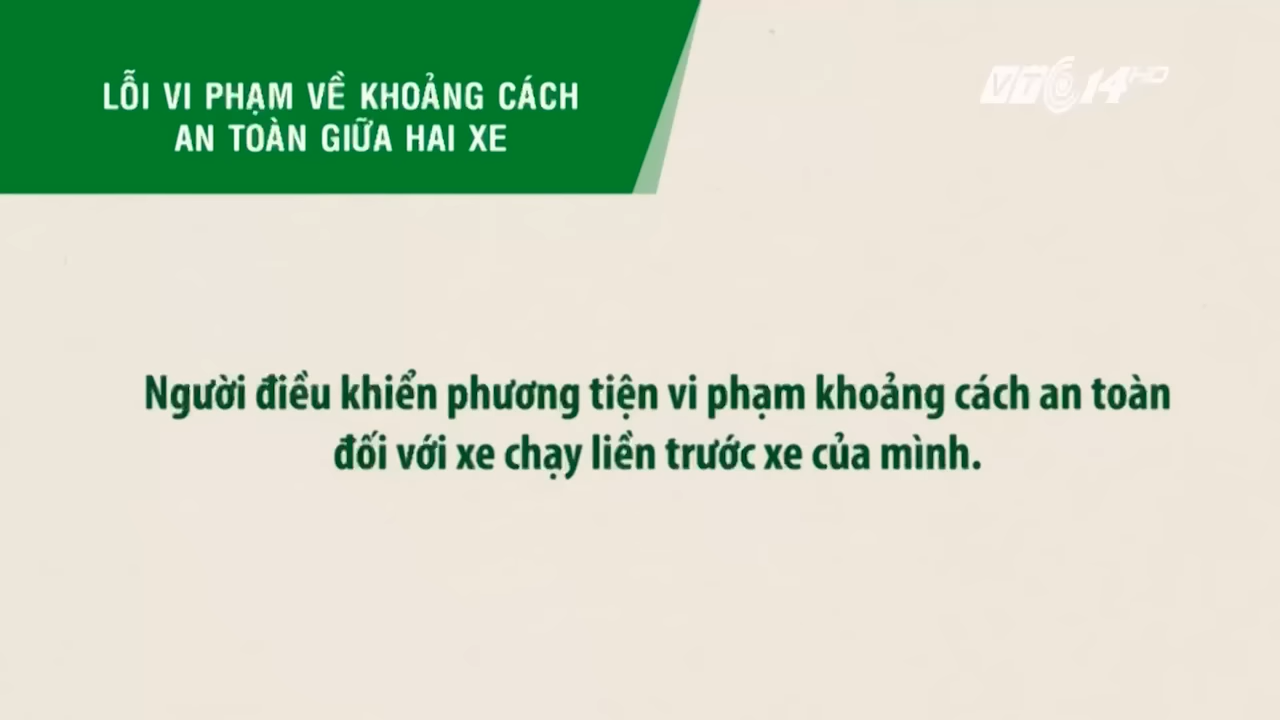 LỖI VI PHẠM VỀ KHOẢNG CÁCH
AN TOÀN GIỮA HAI XE
VTC14 HD
Người điều khiển phương tiện vi phạm khoảng cách an toàn
đối với xe chạy liền trước xe của mình.